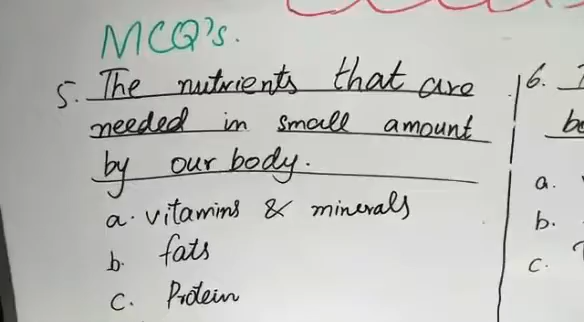 MCQ's.
5. The nutrients that are
needed in small amount
by our body.
a. vitamins & minerals
b. fats
c. Protein
6.
a.
b.
c.